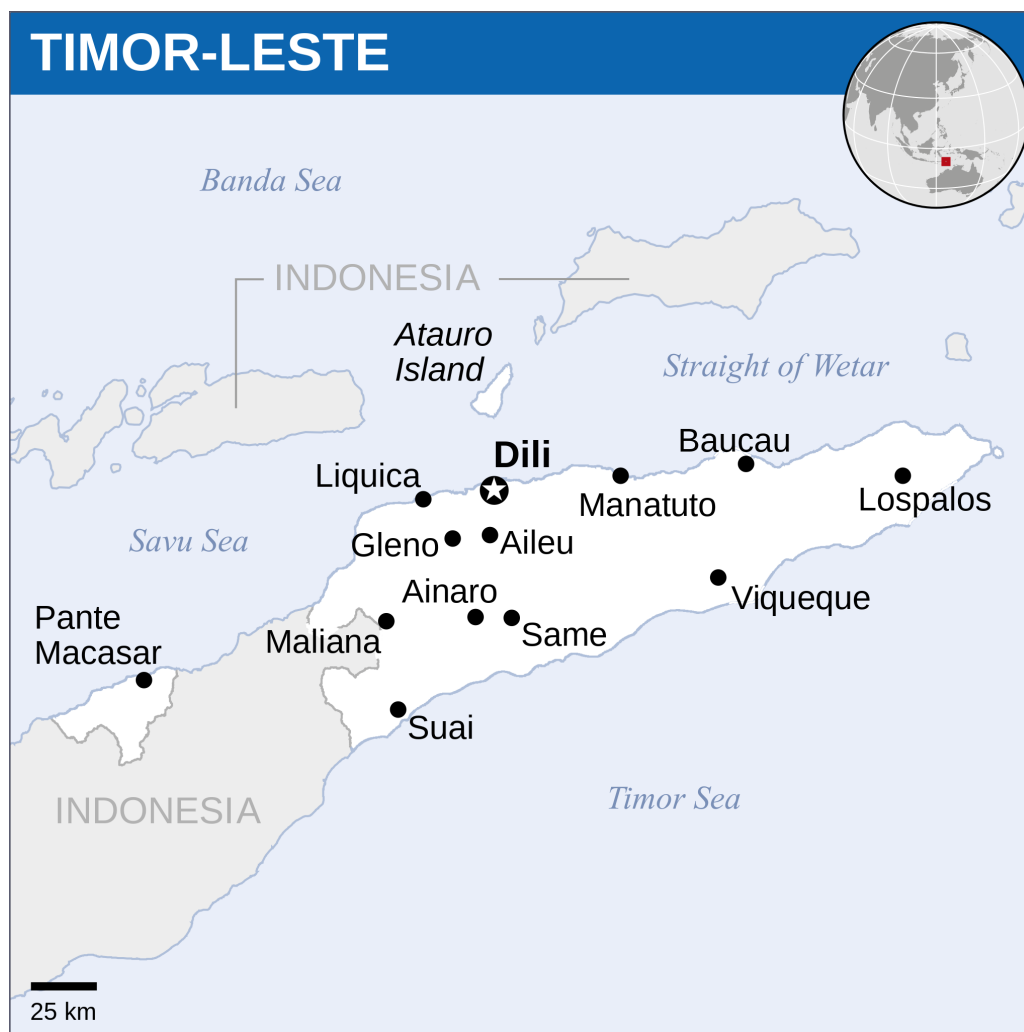 TIMOR-LESTE
Banda Sea
INDONESIA
Atauro
Island
Straight of Wetar
Baucau
Dili
Liquica
Manatuto
Lospalos
Savu Sea
Gleno
Aileu
Ainaro
Viqueque
Pante
Macasar
Maliana
Same
Suai
INDONESIA
Timor Sea
25 km